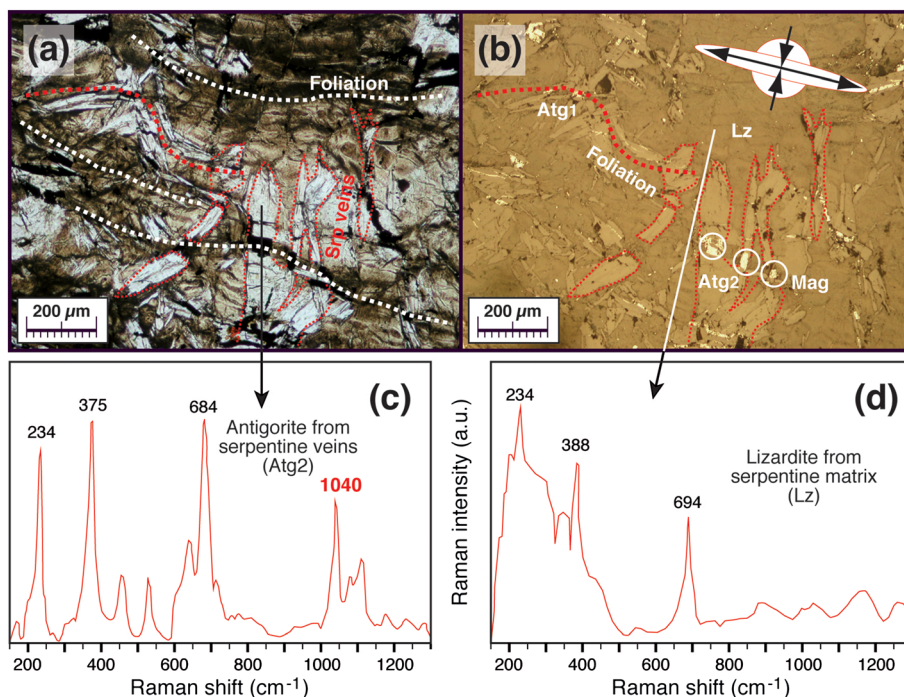 (a)
Foliation
Srp veins
200 µm
(b)
Atg1
Lz
Foliation
Atg2
Mag
200 µm
(c)
234
375
684
Antigorite from
serpentine veins
(Atg2)
1040
200 400 600 800 1000 1200
Raman shift (cm⁻¹)
(d)
Raman intensity (a.u.)
234
388
694
Lizardite from
serpentine matrix
(Lz)
200 400 600 800 1000 1200
Raman shift (cm⁻¹)